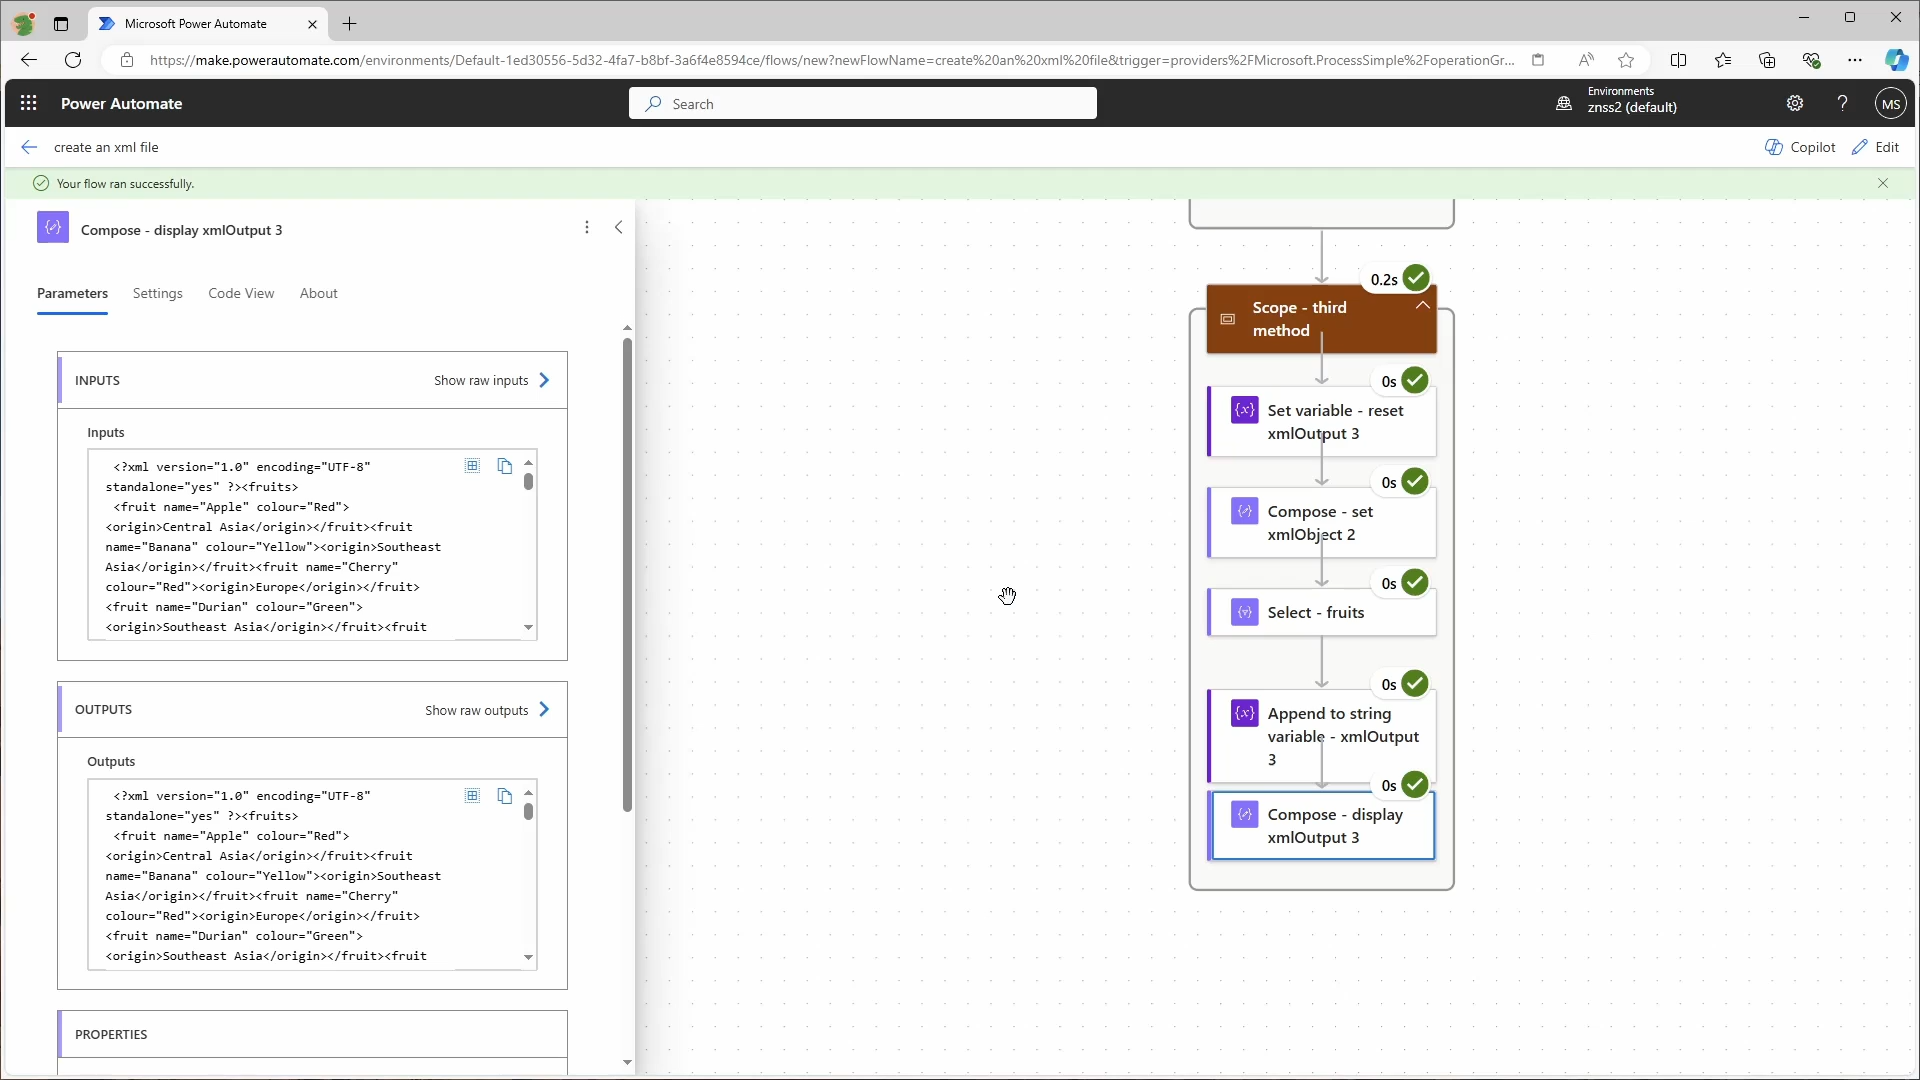 Microsoft Power Automate
https://make.powerautomate.com/environments/Default-1ed30556-5d32-4fa7-b8bf-3a6f4e8594ce/flows/new?newFlowName=create%20an%20xml%20file&trigger=providers%2FMicrosoft.ProcessSimple%2FoperationGr...
Power Automate
Search
Environments
znss2 (default)
?
MS
create an xml file
Copilot
Edit
Your flow ran successfully.
Compose - display xmlOutput 3
Parameters
Settings
Code View
About
INPUTS
Show raw inputs
Inputs
<?xml version="1.0" encoding="UTF-8"
standalone="yes" ?><fruits>
<fruit name="Apple" colour="Red">
<origin>Central Asia</origin></fruit><fruit
name="Banana" colour="Yellow"><origin>Southeast
Asia</origin></fruit><fruit name="Cherry"
colour="Red"><origin>Europe</origin></fruit>
<fruit name="Durian" colour="Green">
<origin>Southeast Asia</origin></fruit><fruit
OUTPUTS
Show raw outputs
Outputs
<?xml version="1.0" encoding="UTF-8"
standalone="yes" ?><fruits>
<fruit name="Apple" colour="Red">
<origin>Central Asia</origin></fruit><fruit
name="Banana" colour="Yellow"><origin>Southeast
Asia</origin></fruit><fruit name="Cherry"
colour="Red"><origin>Europe</origin></fruit>
<fruit name="Durian" colour="Green">
<origin>Southeast Asia</origin></fruit><fruit
PROPERTIES
0.2s
Scope - third
method
0s
Set variable - reset
xmlOutput 3
0s
Compose - set
xmlObject 2
0s
Select - fruits
0s
Append to string
variable - xmlOutput
3
0s
Compose - display
xmlOutput 3